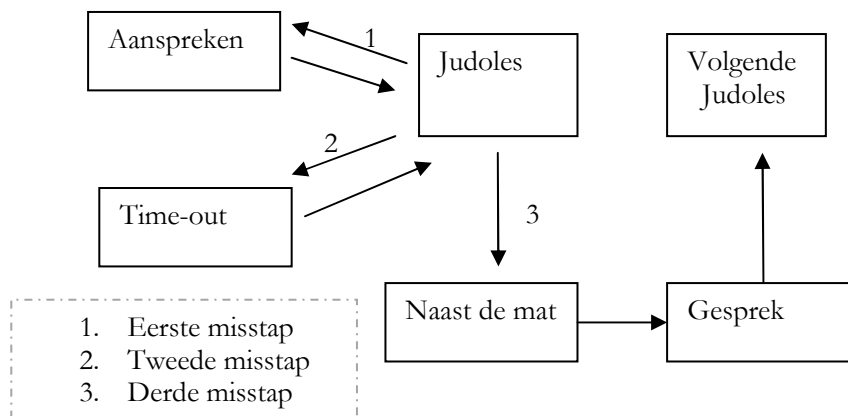 Aanspreken
1
Judoles
Volgende
Judoles
2
Time-out
3
Naast de mat
Gesprek
1. Eerste misstap
2. Tweede misstap
3. Derde misstap